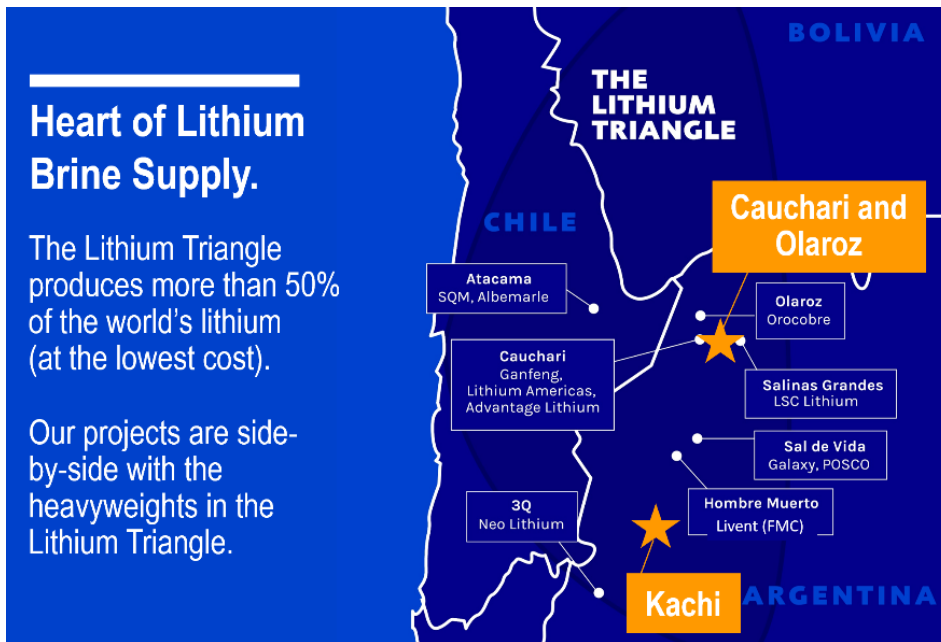 Heart of Lithium
Brine Supply.
The Lithium Triangle
produces more than 50%
of the world's lithium
(at the lowest cost).
Our projects are side-
by-side with the
heavyweights in the
Lithium Triangle.
BOLIVIA
THE
LITHIUM
TRIANGLE
CHILE
Cauchari and
Olaroz
Atacama
SQM, Albemarle
Olaroz
Orocobre
Cauchari
Ganfeng,
Lithium Americas,
Advantage Lithium
Salinas Grandes
LSC Lithium
Sal de Vida
Galaxy, POSCO
Hombre Muerto
Livent (FMC)
3Q
Neo Lithium
Kachi
ARGENTINA